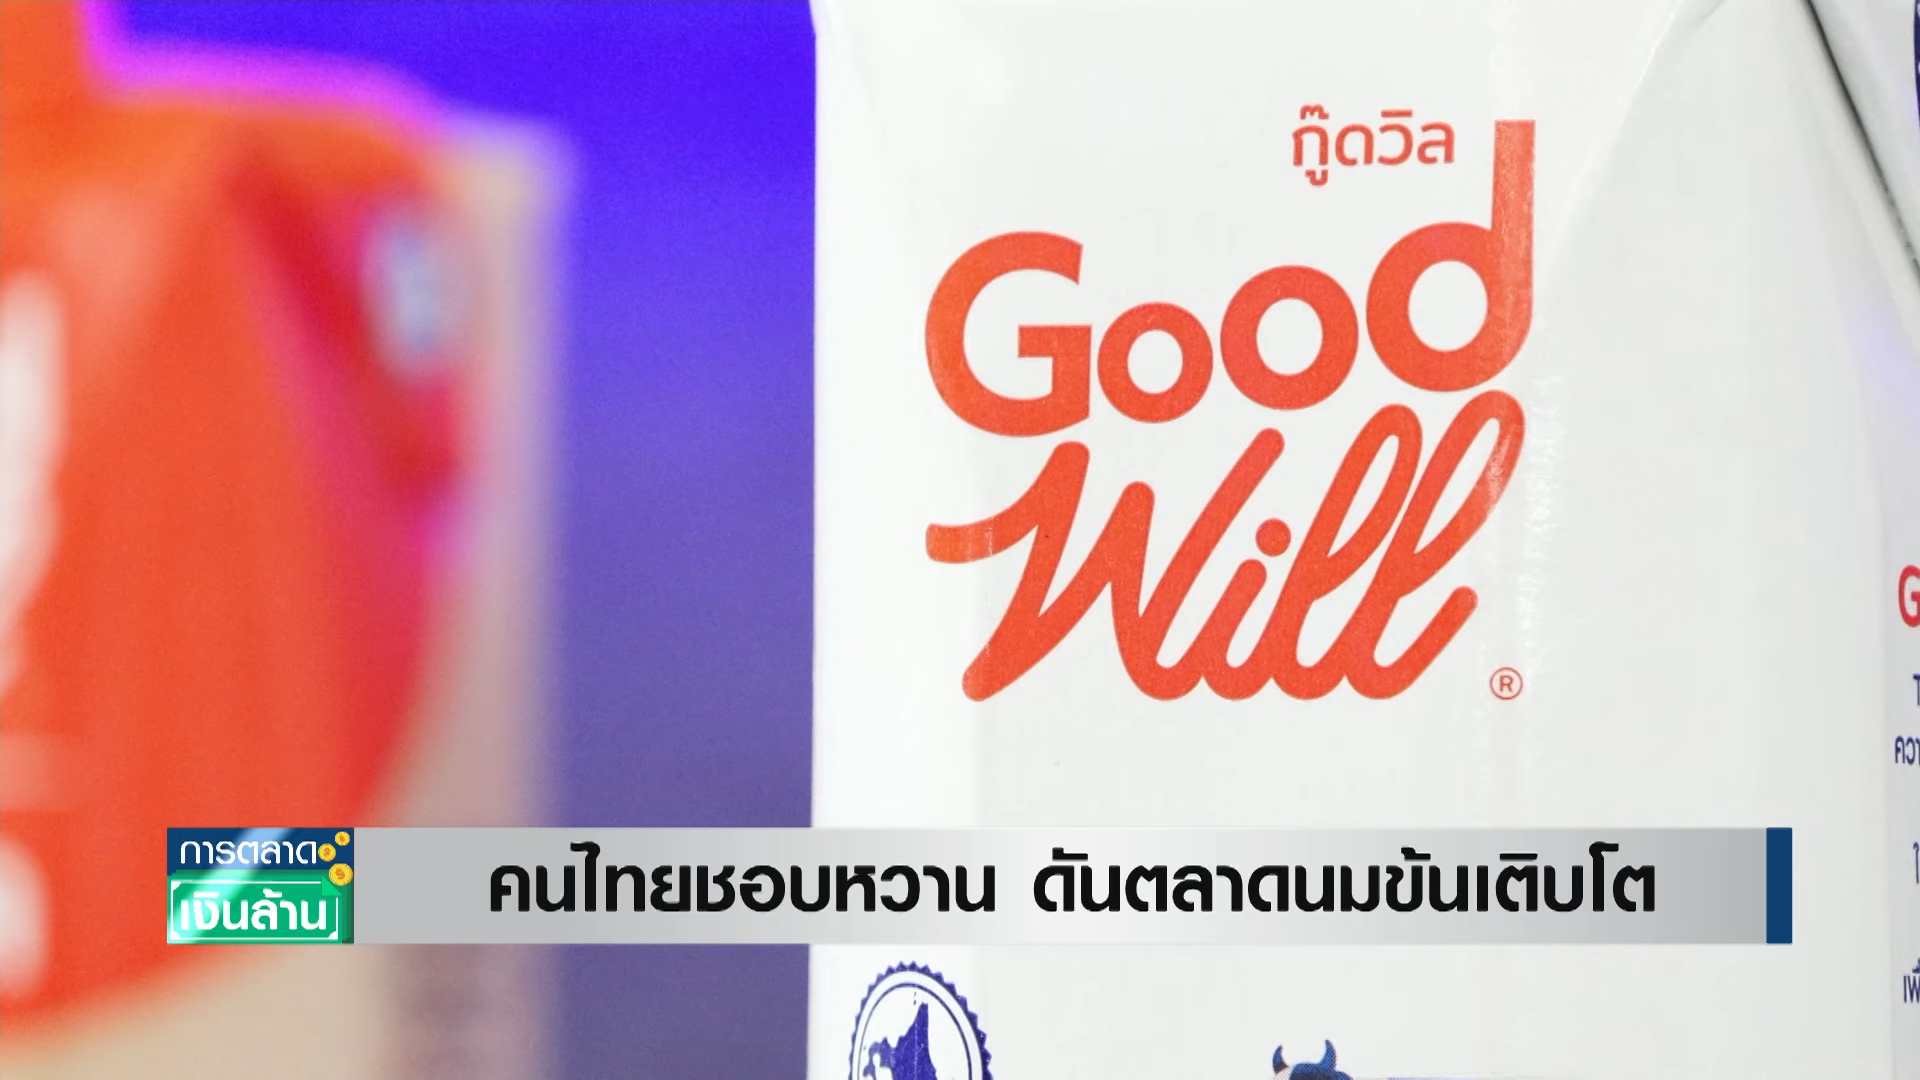 กู๊ดวิล
Good
Will
®
การตลาด
เงินล้าน
คนไทยชอบหวาน ดันตลาดนมข้นเติบโต